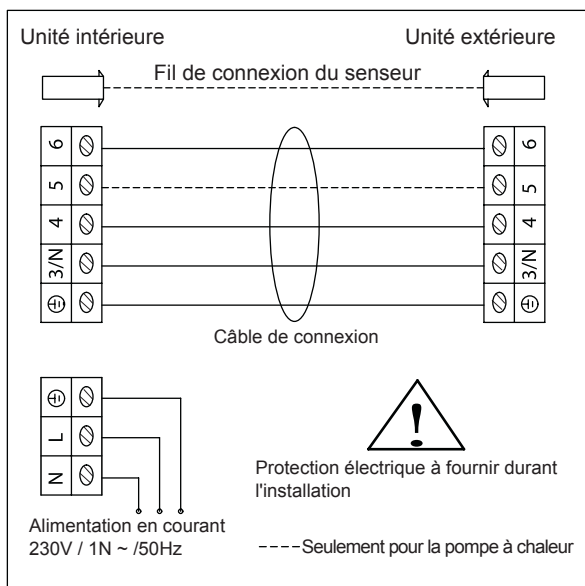 Unité intérieure
Unité extérieure
Fil de connexion du senseur
6
5
4
3/N
⏚
6
5
4
3/N
⏚
Câble de connexion
⏚
L
N
!
Protection électrique à fournir durant
l'installation
Alimentation en courant
230V / 1N ~ /50Hz
----Seulement pour la pompe à chaleur